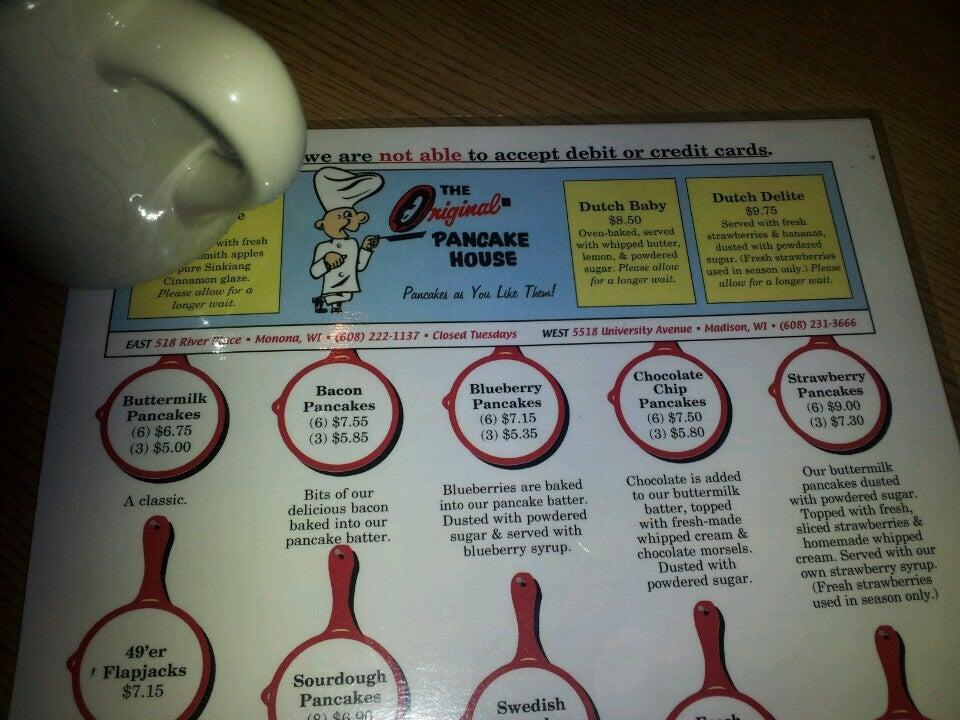 we are not able to accept debit or credit cards.
with fresh
apples
pure Sinkiang
Cinnamon glaze.
Please allow for a
longer wait.
THE
Original
PANCAKE
HOUSE
Pancakes as You Like Them!
Dutch Baby
$8.50
Oven-baked, served
with whipped butter,
lemon, & powdered
sugar. Please allow
for a longer wait.
Dutch Delite
$9.75
Served with fresh
strawberries & bananas,
dusted with powdered
sugar. (Fresh strawberries
used in season only.) Please
allow for a longer wait.
EAST 518 River Place • Monona, WI • (608) 222-1137 • Closed Tuesdays WEST 5518 University Avenue • Madison, WI • (608) 231-3666
Buttermilk
Pancakes
(6) $6.75
(3) $5.00
A classic.
Bacon
Pancakes
(6) $7.55
(3) $5.85
Bits of our
delicious bacon
baked into our
pancake batter.
Blueberry
Pancakes
(6) $7.15
(3) $5.35
Blueberries are baked
into our pancake batter.
Dusted with powdered
sugar & served with
blueberry syrup.
Chocolate
Chip
Pancakes
(6) $7.50
(3) $5.80
Chocolate is added
to our buttermilk
batter, topped
with fresh-made
whipped cream &
chocolate morsels.
Dusted with
powdered sugar.
Strawberry
Pancakes
(6) $9.00
(3) $7.30
Our buttermilk
pancakes dusted
with powdered sugar.
Topped with fresh,
sliced strawberries &
homemade whipped
cream. Served with our
own strawberry syrup.
(Fresh strawberries
used in season only.)
49'er
Flapjacks
$7.15
Sourdough
Pancakes
(8) $6.90
Swedish